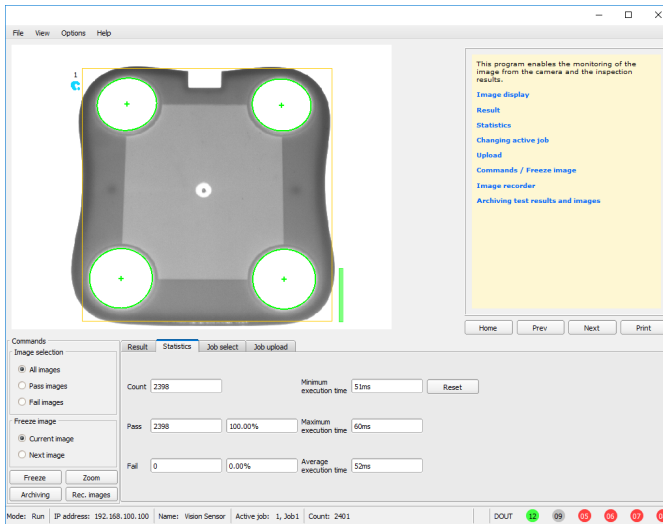 File View Options Help
1
This program enables the monitoring of the
image from the camera and the inspection
results.
Image display
Result
Statistics
Changing active job
Upload
Commands / Freeze image
Image recorder
Archiving test results and images
Home Prev Next Print
Commands
Image selection
All images
Pass images
Fail images
Freeze image
Current image
Next image
Freeze Zoom
Archiving Rec. images
Result Statistics Job select Job upload
Count 2398 Minimum execution time 51ms Reset
Pass 2398 100.00% Maximum execution time 60ms
Fail 0 0.00% Average execution time 52ms
Mode: Run IP address: 192.168.100.100 Name: Vision Sensor Active job: 1, Job1 Count: 2401 DOUT 12 09 05 06 07